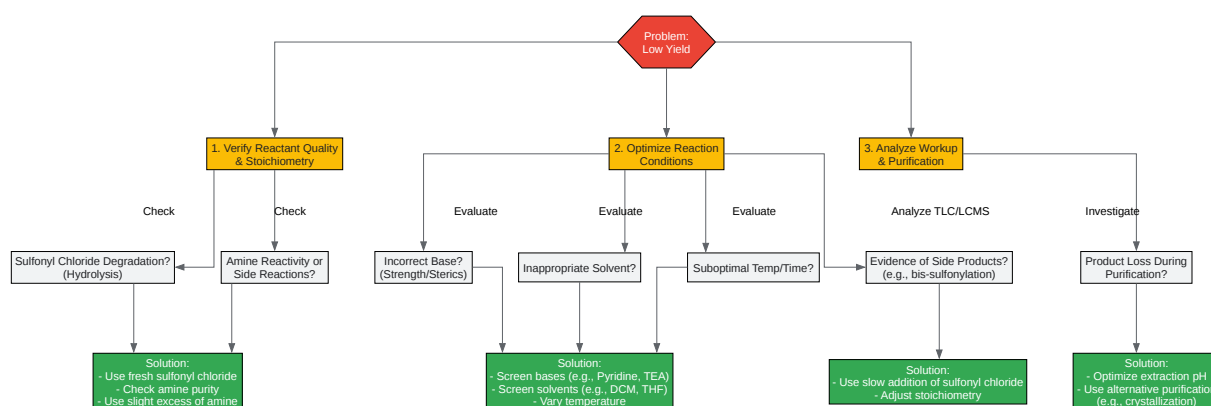 Problem:
Low Yield
1. Verify Reactant Quality
& Stoichiometry
2. Optimize Reaction
Conditions
3. Analyze Workup
& Purification
Check
Check
Evaluate
Evaluate
Evaluate
Analyze TLC/LCMS
Investigate
Sulfonyl Chloride Degradation?
(Hydrolysis)
Amine Reactivity or
Side Reactions?
Incorrect Base?
(Strength/Sterics)
Inappropriate Solvent?
Suboptimal Temp/Time?
Evidence of Side Products?
(e.g., bis-sulfonylation)
Product Loss During
Purification?
Solution:
- Use fresh sulfonyl chloride
- Check amine purity
- Use slight excess of amine
Solution:
- Screen bases (e.g., Pyridine, TEA)
- Screen solvents (e.g., DCM, THF)
- Vary temperature
Solution:
- Use slow addition of sulfonyl chloride
- Adjust stoichiometry
Solution:
- Optimize extraction pH
- Use alternative purification
(e.g., crystallization)